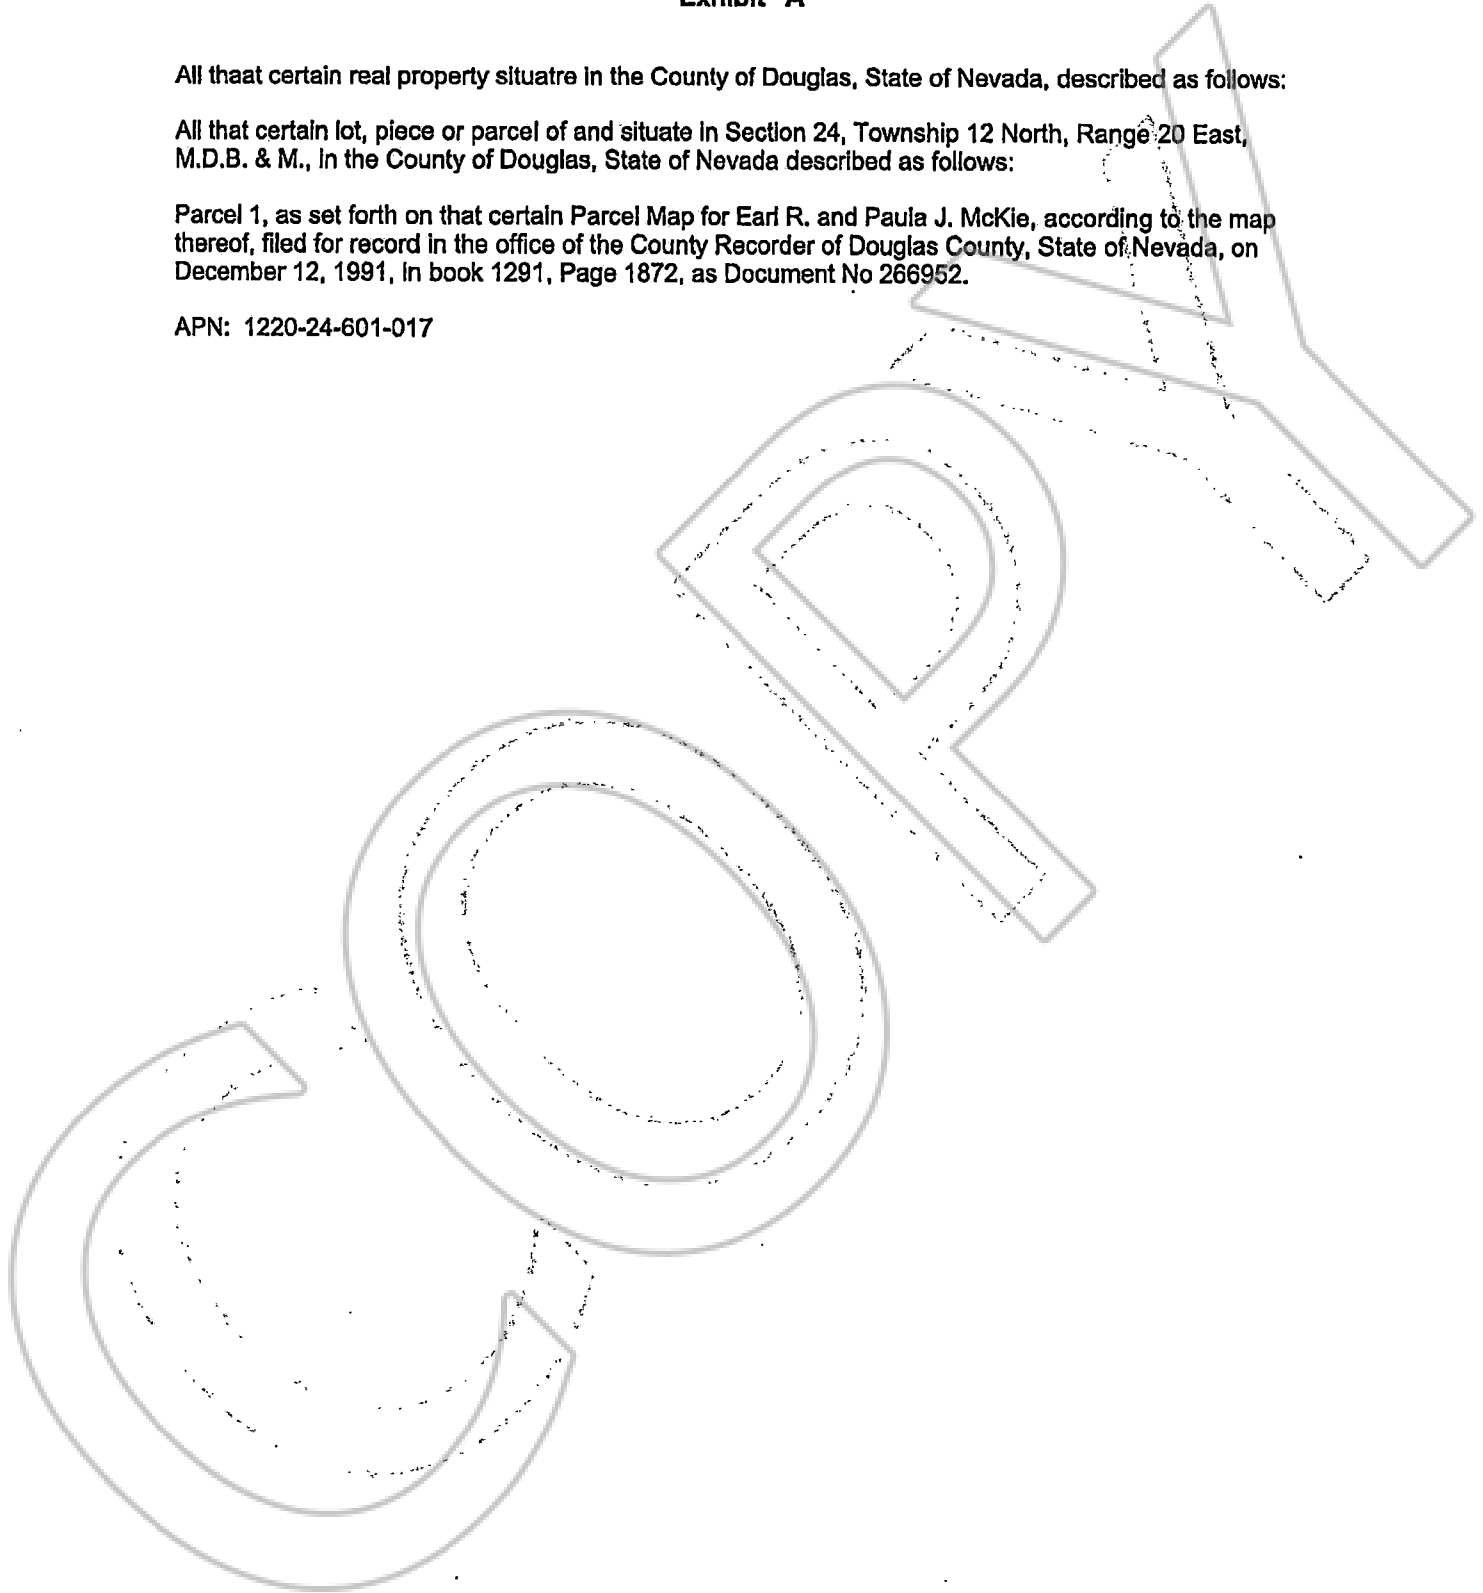 Exhibit "A"
All thaat certain real property situatre in the County of Douglas, State of Nevada, described as follows:
All that certain lot, piece or parcel of and situate in Section 24, Township 12 North, Range 20 East,
M.D.B. & M., in the County of Douglas, State of Nevada described as follows:
Parcel 1, as set forth on that certain Parcel Map for Earl R. and Paula J. McKie, according to the map
thereof, filed for record in the office of the County Recorder of Douglas County, State of Nevada, on
December 12, 1991, in book 1291, Page 1872, as Document No 266952.
APN: 1220-24-601-017
COPY